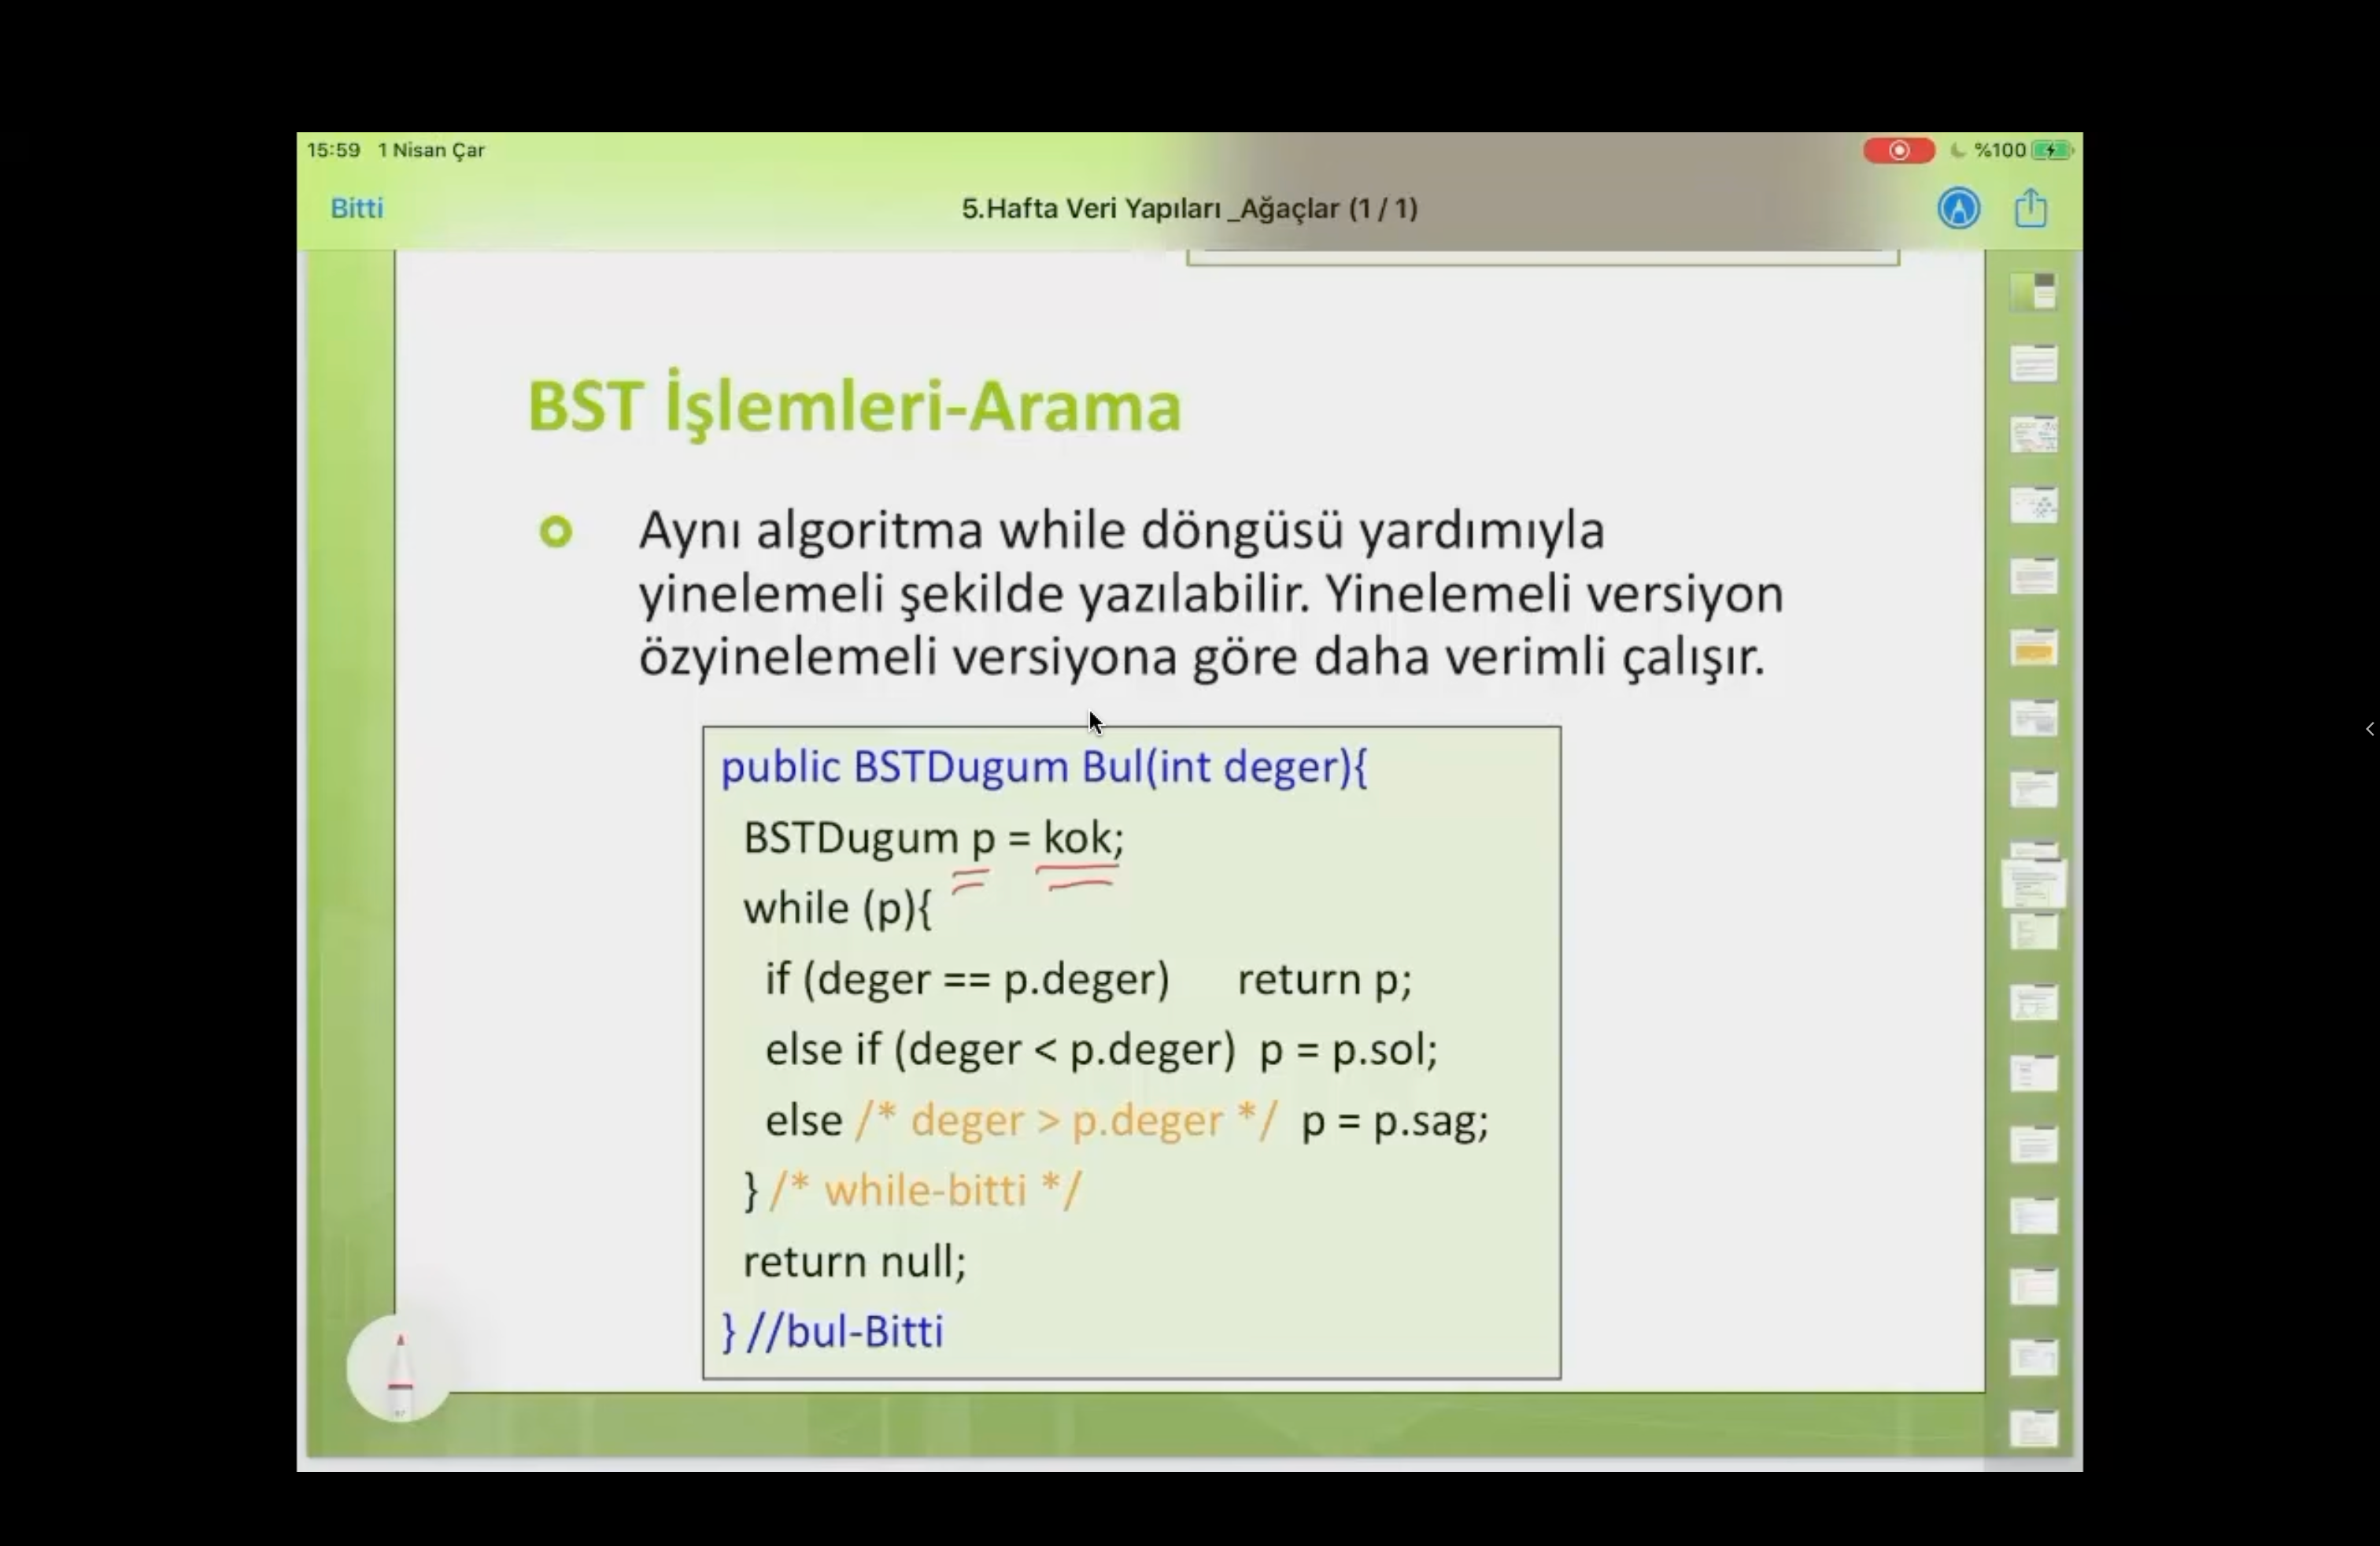 15:59 1 Nisan Çar
%100
Bitti
5.Hafta Veri Yapıları _Ağaçlar (1 / 1)
BST İşlemleri-Arama
Aynı algoritma while döngüsü yardımıyla
yinelemeli şekilde yazılabilir. Yinelemeli versiyon
özyinelemeli versiyona göre daha verimli çalışır.
public BSTDugum Bul(int deger){
BSTDugum p = kok;
while (p){
if (deger == p.deger) return p;
else if (deger < p.deger) p = p.sol;
else /* deger > p.deger */ p = p.sag;
} /* while-bitti */
return null;
} //bul-Bitti